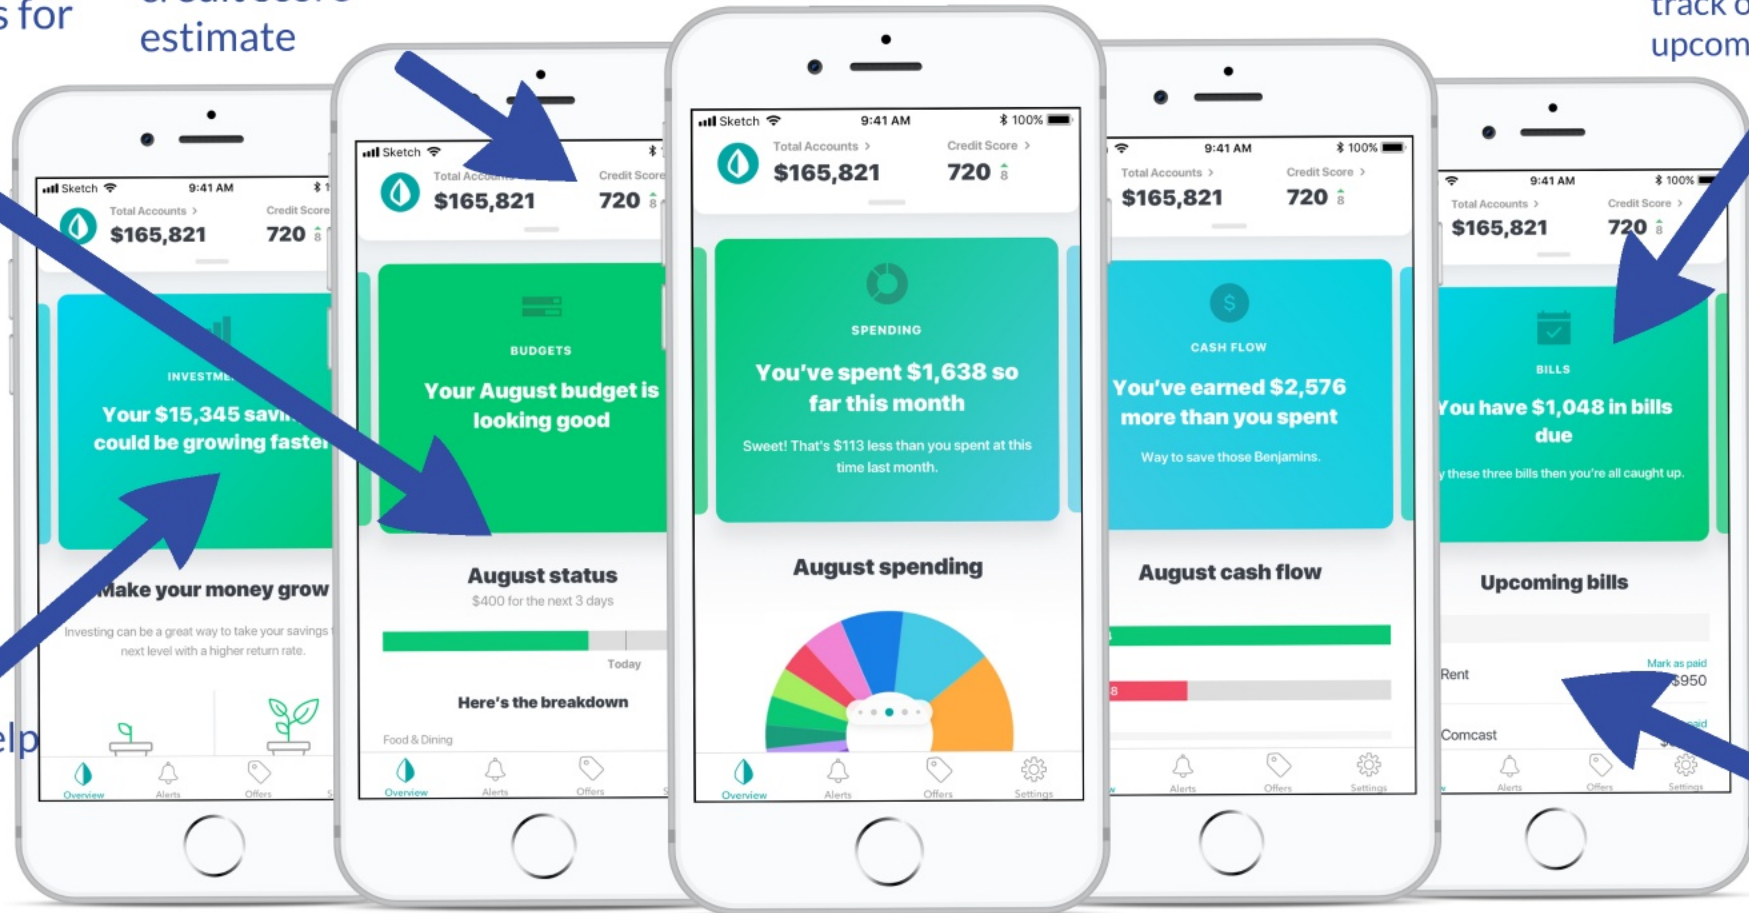 s for
estimate
track o
upcom
elp
Sketch
9:41 AM
Total Accounts >
Credit Score
$165,821
720
8
Your $15,345
could be growing faster
Make your money grow
Investing can be a great way to take your savings
next level with a higher return rate.
Overview
Alerts
Offers
Sketch
Credit Score
$165,821
720
8
BUDGETS
Your August budget is
looking good
August status
$400 for the next 3 days
Today
Here's the breakdown
Food & Dining
Overview
Alerts
Offers
Sketch
9:41 AM
100%
Total Accounts >
Credit Score >
$165,821
720
8
SPENDING
You've spent $1,638 so
far this month
Sweet! That's $113 less than you spent at this
time last month.
August spending
Overview
Alerts
Offers
Settings
9:41 AM
100%
Total Accounts >
Credit Score >
$165,821
720
8
$
CASH FLOW
You've earned $2,576
more than you spent
Way to save those Benjamins.
August cash flow
8
Alerts
Offers
Settings
9:41 AM
100%
Total Accounts >
Credit Score >
$165,821
720
8
BILLS
You have $1,048 in bills
due
y these three bills then you're all caught up.
Upcoming bills
Mark as paid
Rent
$950
Comcast
Alerts
Offers
Settings